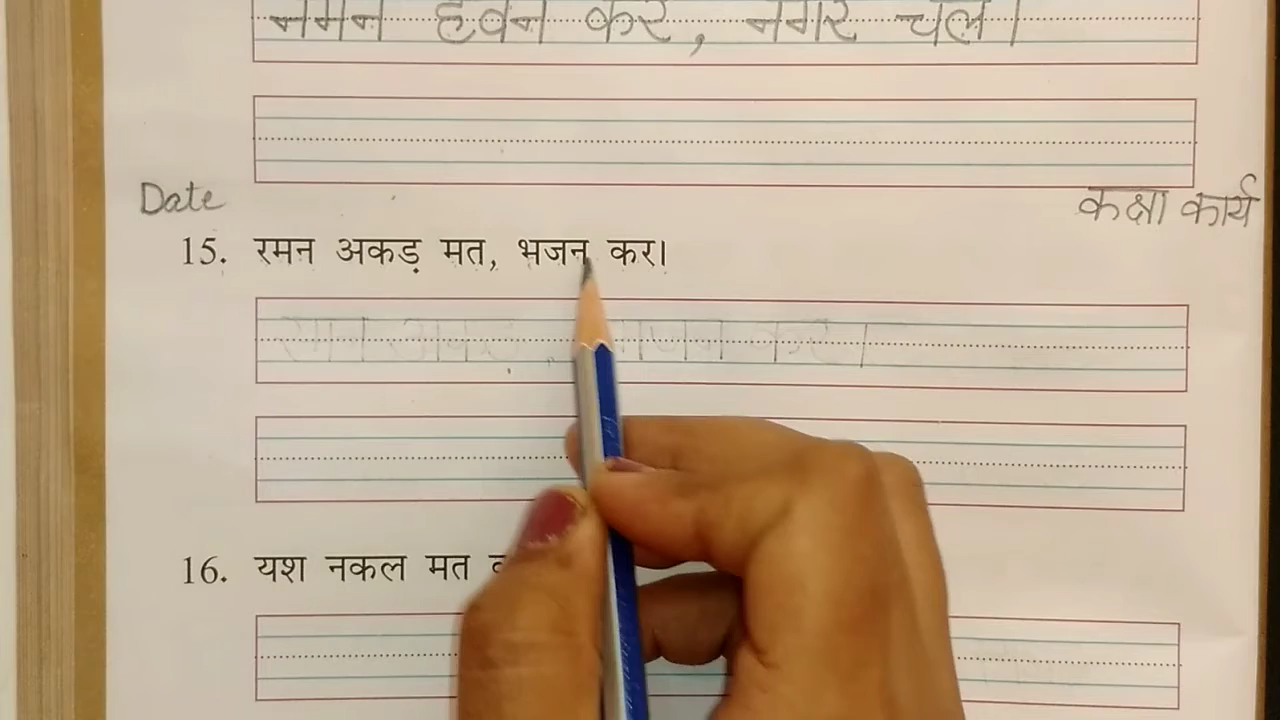 नमन हवन कर, नगर चल।
Date
कक्षा कार्य
15. रमन अकड़ मत, भजन कर।
16. यश नकल मत